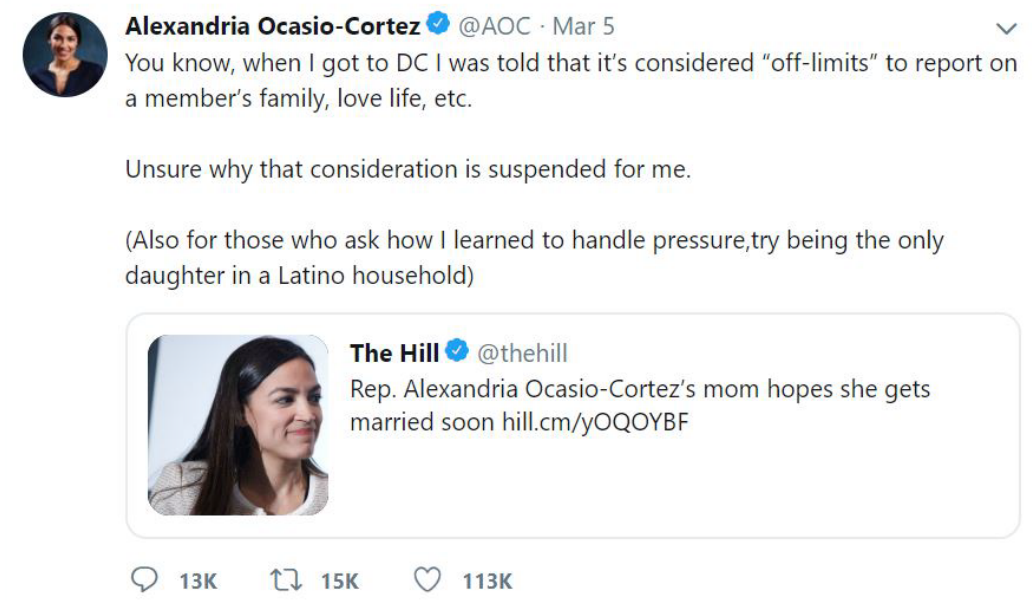 Alexandria Ocasio-Cortez @AOC · Mar 5
You know, when I got to DC I was told that it's considered “off-limits” to report on
a member's family, love life, etc.
Unsure why that consideration is suspended for me.
(Also for those who ask how I learned to handle pressure,try being the only
daughter in a Latino household)
The Hill @thehill
Rep. Alexandria Ocasio-Cortez's mom hopes she gets
married soon hill.cm/yOQOYBF
13K 15K 113K